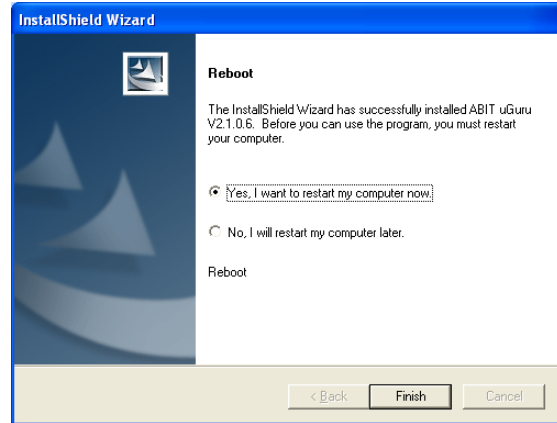 InstallShield Wizard
Reboot
The InstallShield Wizard has successfully installed ABIT uGuru
V2.1.0.6.  Before you can use the program, you must restart
your computer.
Yes, I want to restart my computer now.
No, I will restart my computer later.
Reboot
< Back Finish Cancel